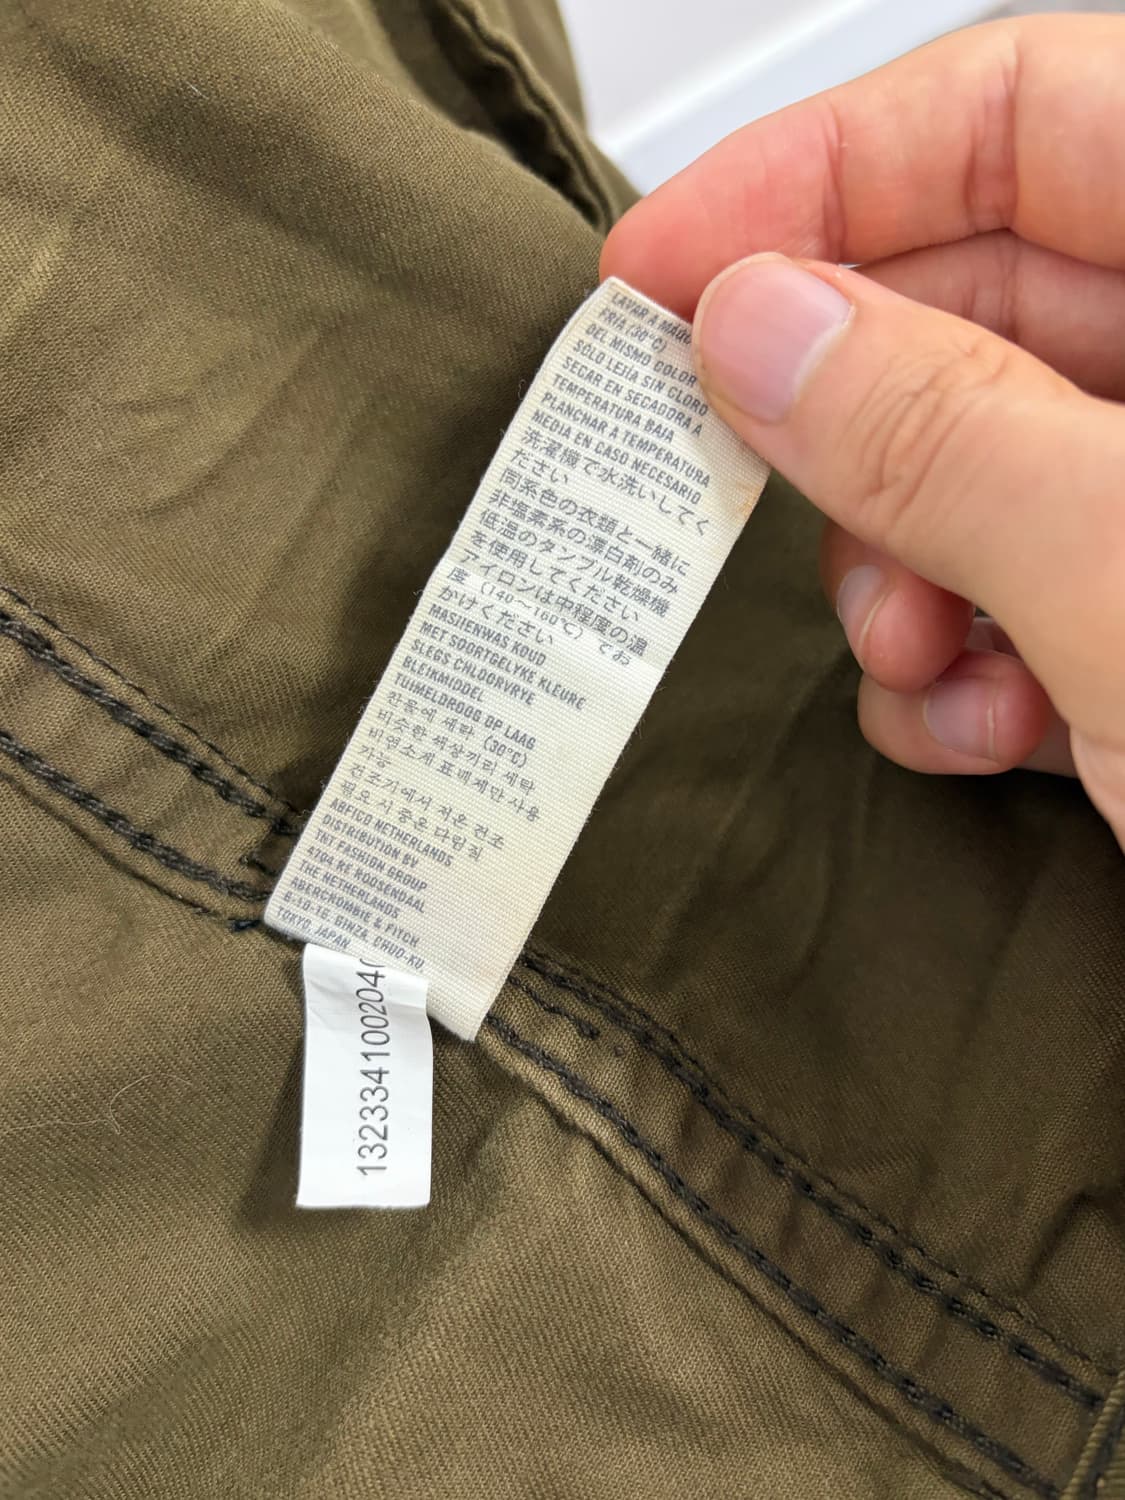 LAVAR A MÁQU
FRÍA (30°C)
DEL MISMO COLOR
SÓLO LEJÍA SIN CLORO
SECAR EN SECADORA A
TEMPERATURA BAJA
PLANCHAR A TEMPERATURA
MEDIA EN CASO NECESARIO
洗濯機で水洗いしてく
ださい
同系色の衣類と一緒に
非塩素系の漂白剤のみ
低温のタンブル乾燥機
を使用してください
アイロンは中程度の温
度（140〜160℃）でお
かけください
MASIIENWAS KOUD
MET SOORTGELYKE KLEURE
SLEGS CHLOORVRYE
BLEIKMIDDEL
TUIMELDROOG OP LAAG
찬물에 세탁 (30°C)
비슷한 색상끼리 세탁
비염소계 표백제만 사용
가능
건조기에서 저온 건조
필요 시 중온 다림질
ABFICO NETHERLANDS
DISTRIBUTION BV
TNT FASHION GROUP
4704 RE ROOSENDAAL
THE NETHERLANDS
ABERCROMBIE & FITCH
6-10-16, GINZA, CHUO-KU,
TOKYO, JAPAN
132334100204